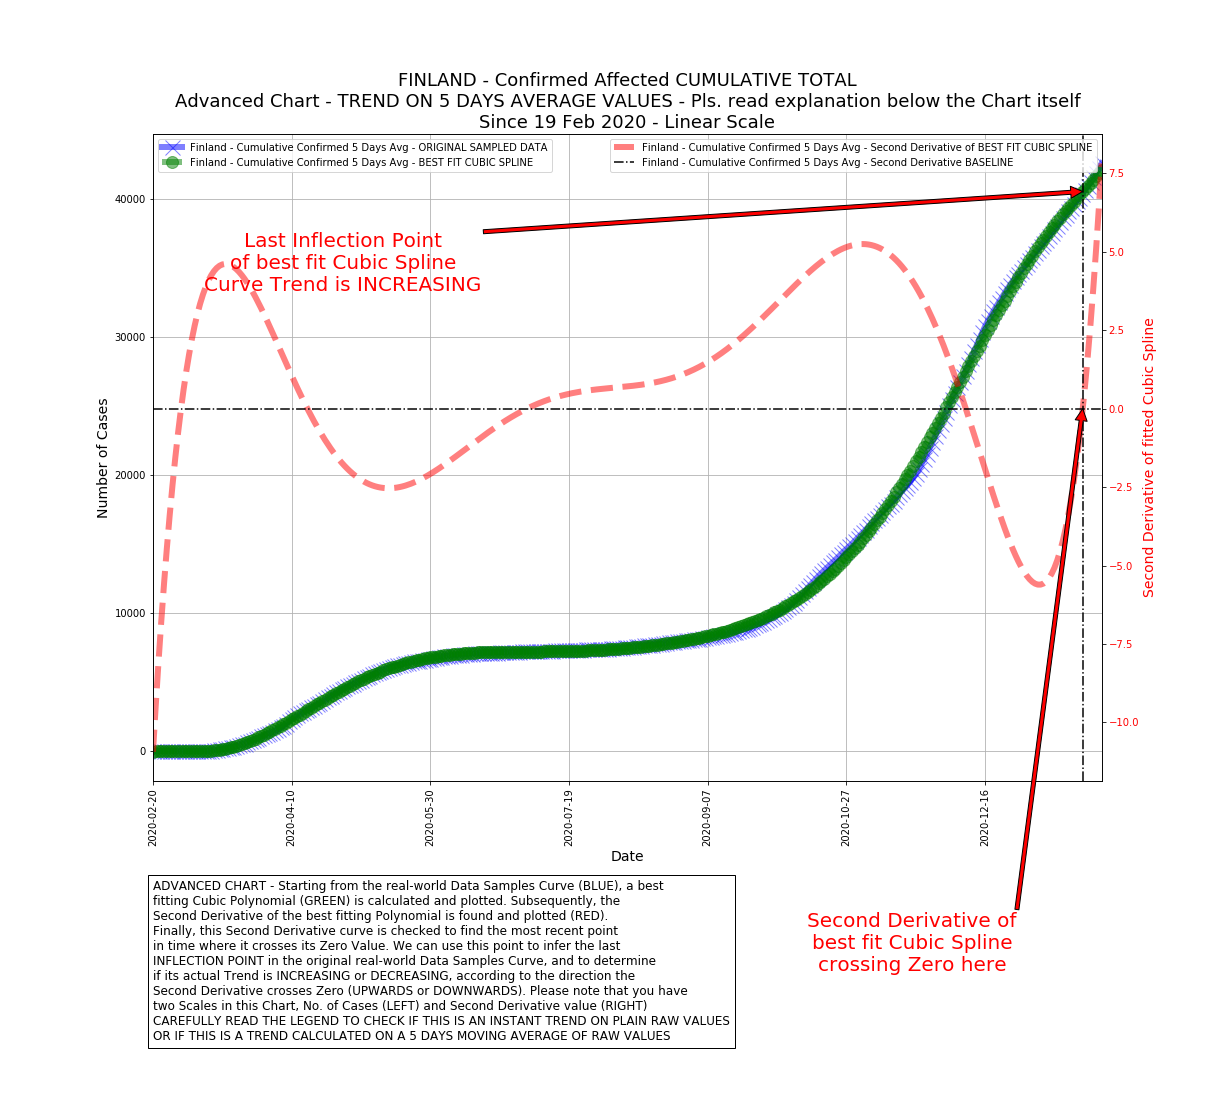 FINLAND - Confirmed Affected CUMULATIVE TOTAL
Advanced Chart - TREND ON 5 DAYS AVERAGE VALUES - Pls. read explanation below the Chart itself
Since 19 Feb 2020 - Linear Scale
Finland - Cumulative Confirmed 5 Days Avg - ORIGINAL SAMPLED DATA
Finland - Cumulative Confirmed 5 Days Avg - BEST FIT CUBIC SPLINE
Finland - Cumulative Confirmed 5 Days Avg - Second Derivative of BEST FIT CUBIC SPLINE
Finland - Cumulative Confirmed 5 Days Avg - Second Derivative BASELINE
Last Inflection Point
of best fit Cubic Spline
Curve Trend is INCREASING
Number of Cases
40000
30000
20000
10000
0
7.5
5.0
2.5
0.0
−2.5
−5.0
−7.5
−10.0
Second Derivative of fitted Cubic Spline
2020-02-20
2020-04-10
2020-05-30
2020-07-19
2020-09-07
2020-10-27
2020-12-16
Date
Second Derivative of
best fit Cubic Spline
crossing Zero here
ADVANCED CHART - Starting from the real-world Data Samples Curve (BLUE), a best
fitting Cubic Polynomial (GREEN) is calculated and plotted. Subsequently, the
Second Derivative of the best fitting Polynomial is found and plotted (RED).
Finally, this Second Derivative curve is checked to find the most recent point
in time where it crosses its Zero Value. We can use this point to infer the last
INFLECTION POINT in the original real-world Data Samples Curve, and to determine
if its actual Trend is INCREASING or DECREASING, according to the direction the
Second Derivative crosses Zero (UPWARDS or DOWNWARDS). Please note that you have
two Scales in this Chart, No. of Cases (LEFT) and Second Derivative value (RIGHT)
CAREFULLY READ THE LEGEND TO CHECK IF THIS IS AN INSTANT TREND ON PLAIN RAW VALUES
OR IF THIS IS A TREND CALCULATED ON A 5 DAYS MOVING AVERAGE OF RAW VALUES